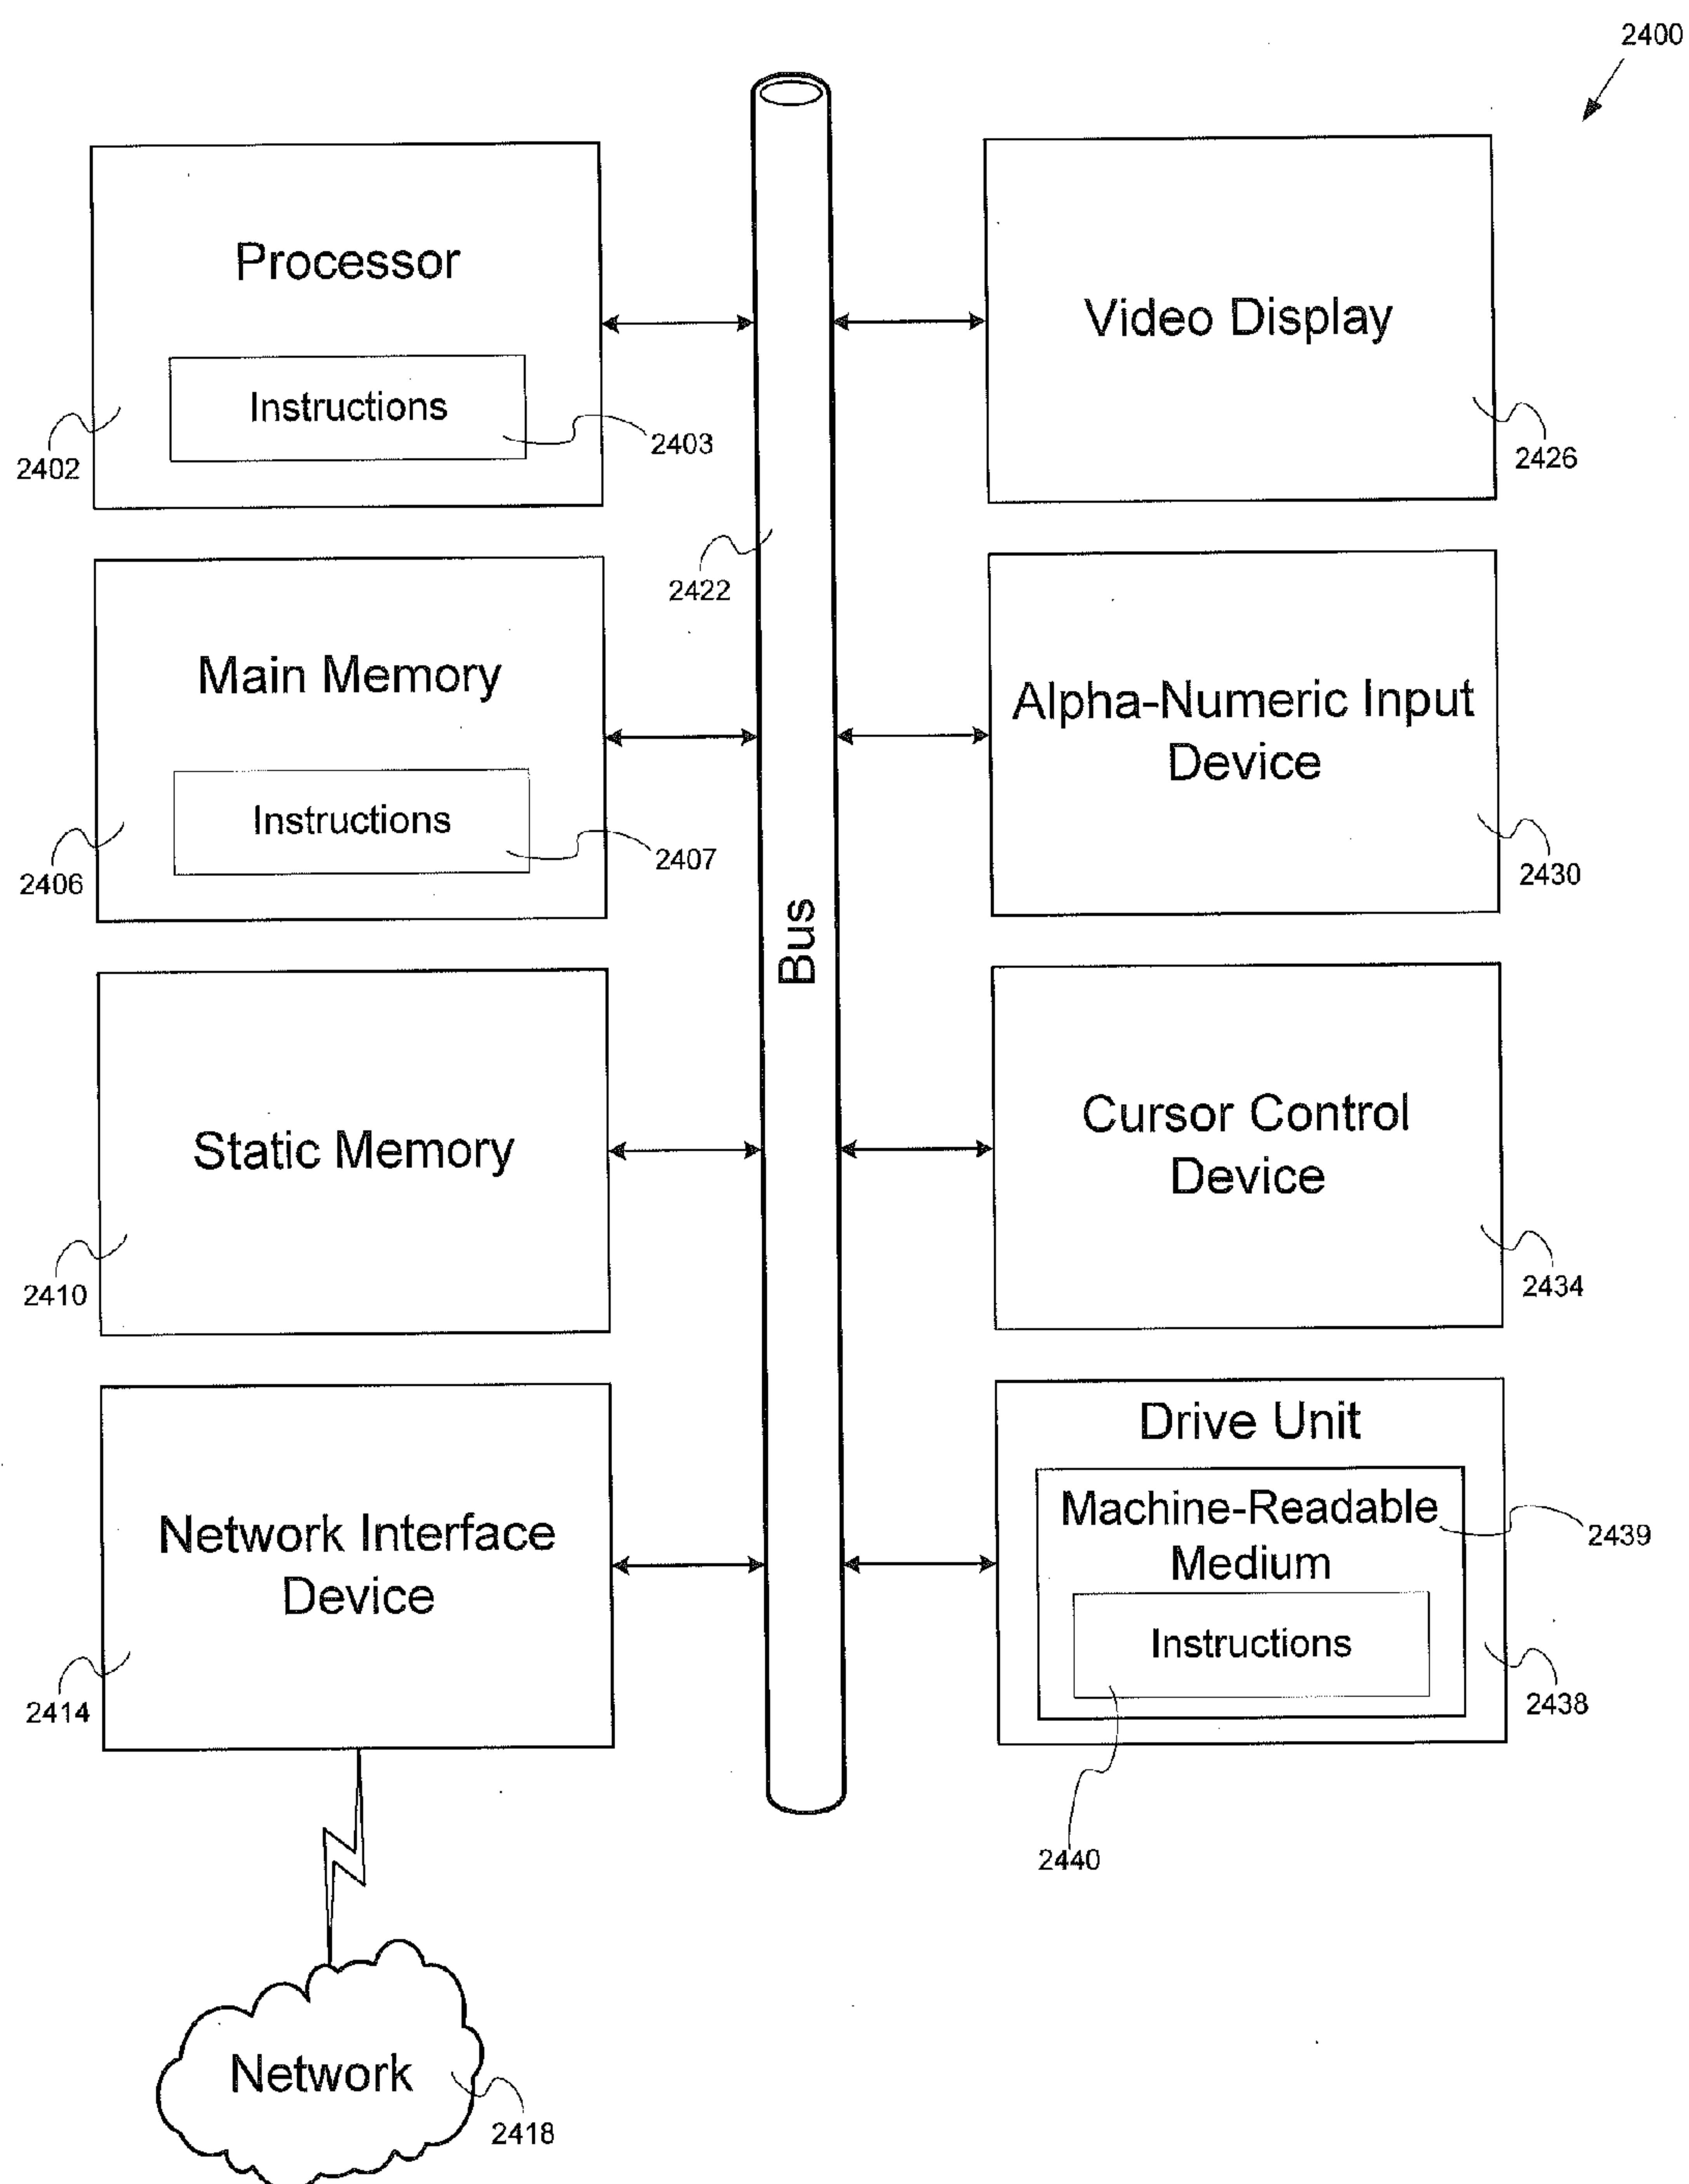 2400
Processor
Instructions
2402
2403
Video Display
2426
2422
Main Memory
Instructions
2406
2407
Alpha-Numeric Input
Device
2430
Bus
Static Memory
2410
Cursor Control
Device
2434
Network Interface
Device
2414
Drive Unit
Machine-Readable
Medium
2439
Instructions
2438
2440
Network
2418